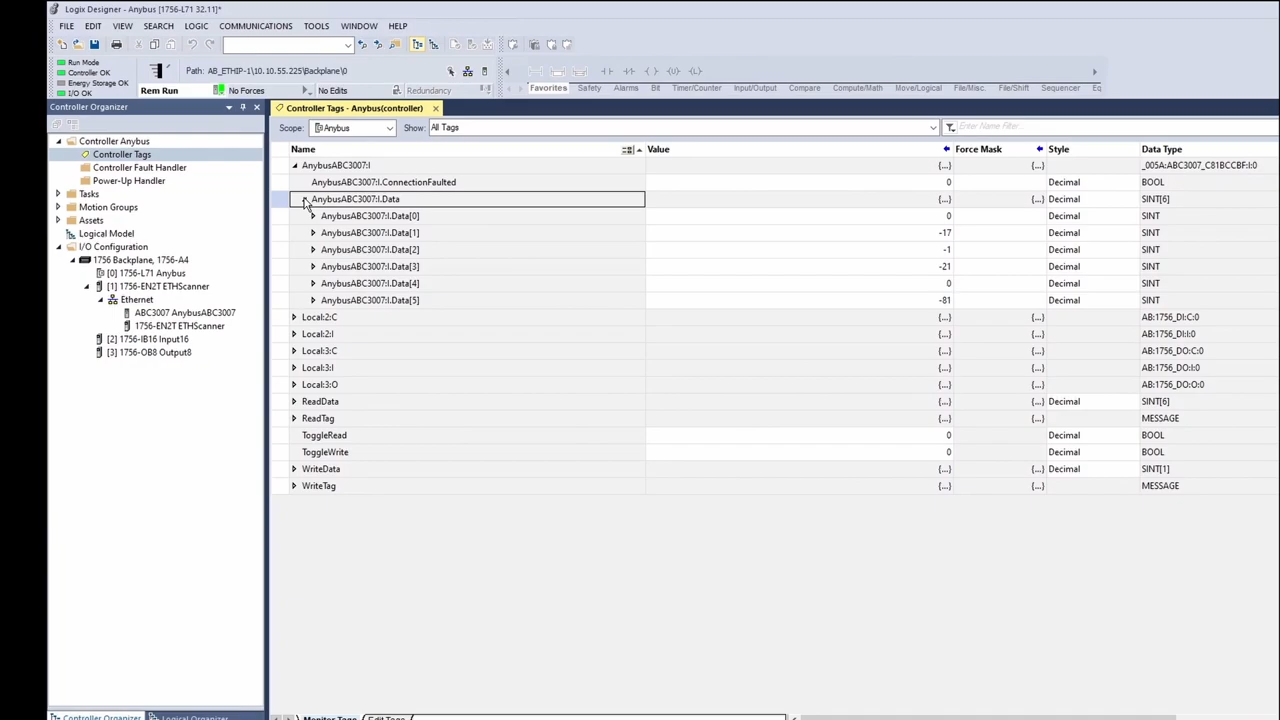 Logix Designer - Anybus [1756-L71 32.11]*
FILE EDIT VIEW SEARCH LOGIC COMMUNICATIONS TOOLS WINDOW HELP
Run Mode
Controller OK
Energy Storage OK
I/O OK
Path: AB_ETHIP-1\10.10.55.225\Backplane\0
Rem Run No Forces No Edits Redundancy
Favorites Safety Alarms Bit Timer/Counter Input/Output Compare Compute/Math Move/Logical File/Misc. File/Shift Sequencer Eq
Controller Organizer
Controller Anybus
Controller Tags
Controller Fault Handler
Power-Up Handler
Tasks
Motion Groups
Assets
Logical Model
I/O Configuration
1756 Backplane, 1756-A4
[0] 1756-L71 Anybus
[1] 1756-EN2T ETHScanner
Ethernet
ABC3007 AnybusABC3007
1756-EN2T ETHScanner
[2] 1756-IB16 Input16
[3] 1756-OB8 Output8
Controller Organizer Logical Organizer
Controller Tags - Anybus(controller)
Scope: Anybus Show: All Tags Enter Name Filter...
Name Value Force Mask Style Data Type
AnybusABC3007:I {...} {...} _005A:ABC3007_C81BCCBF:I:0
AnybusABC3007:I.ConnectionFaulted 0 Decimal BOOL
AnybusABC3007:I.Data {...} {...} Decimal SINT[6]
AnybusABC3007:I.Data[0] 0 Decimal SINT
AnybusABC3007:I.Data[1] -17 Decimal SINT
AnybusABC3007:I.Data[2] -1 Decimal SINT
AnybusABC3007:I.Data[3] -21 Decimal SINT
AnybusABC3007:I.Data[4] 0 Decimal SINT
AnybusABC3007:I.Data[5] -81 Decimal SINT
Local:2:C {...} {...} AB:1756_DI:C:0
Local:2:I {...} {...} AB:1756_DI:I:0
Local:3:C {...} {...} AB:1756_DO:C:0
Local:3:I {...} {...} AB:1756_DO:I:0
Local:3:O {...} {...} AB:1756_DO:O:0
ReadData {...} {...} Decimal SINT[6]
ReadTag {...} {...} MESSAGE
ToggleRead 0 Decimal BOOL
ToggleWrite 0 Decimal BOOL
WriteData {...} {...} Decimal SINT[1]
WriteTag {...} {...} MESSAGE
Monitor Tags Edit Tags